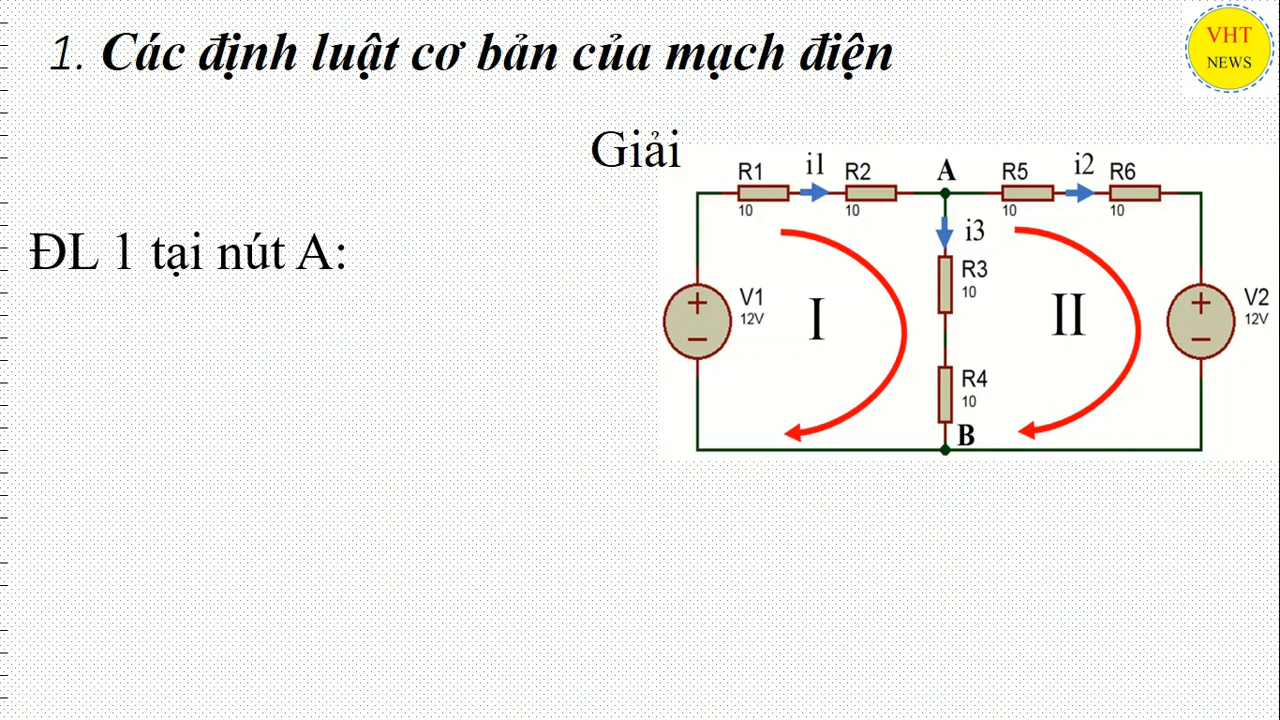 1. Các định luật cơ bản của mạch điện
VHT
NEWS
Giải
ĐL 1 tại nút A:
R1 i1 R2 A R5 i2 R6
10 10 10 10
i3
R3
10
V1
12V
I
II
V2
12V
R4
10
B